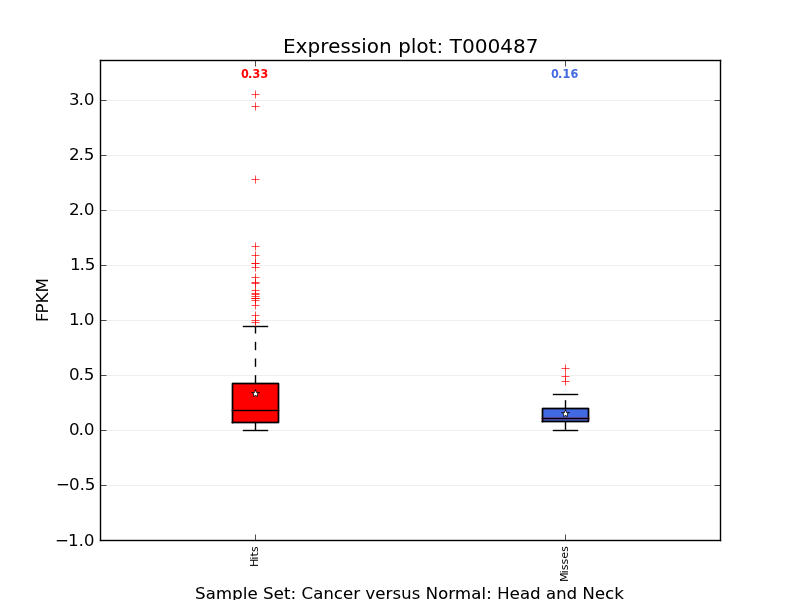 Expression plot: T000487
0.33 0.16
3.0
2.5
2.0
1.5
1.0
0.5
0.0
−0.5
−1.0
FPKM
Hits Misses
Sample Set: Cancer versus Normal: Head and Neck